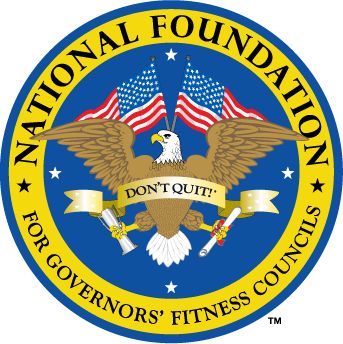 NATIONAL FOUNDATION
DON'T QUIT!®
FOR GOVERNORS' FITNESS COUNCILS
™